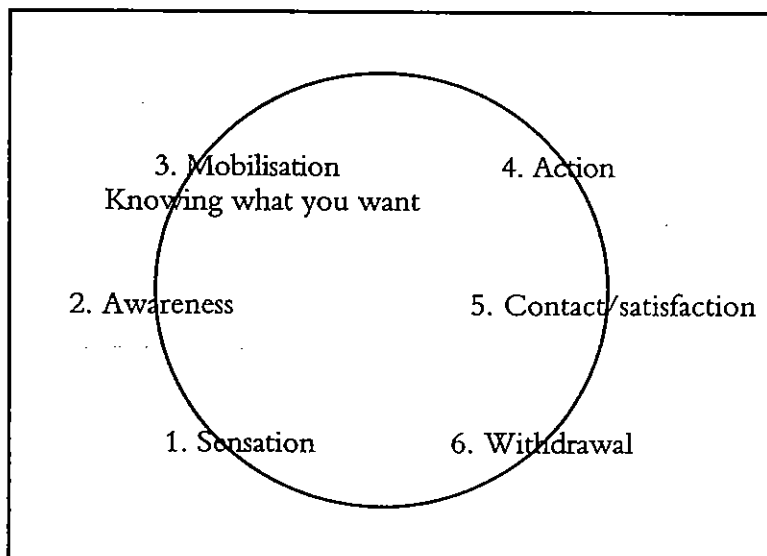 3. Mobilisation
Knowing what you want
4. Action
2. Awareness
5. Contact/satisfaction
1. Sensation
6. Withdrawal